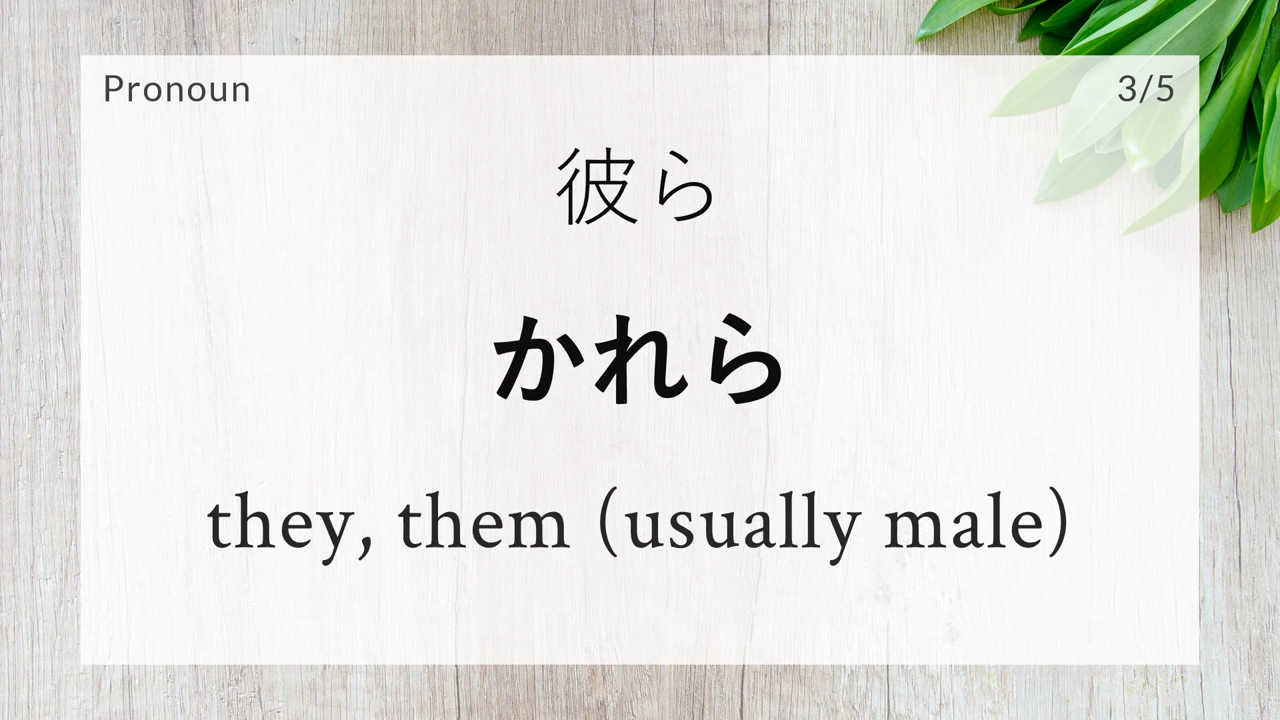 Pronoun
3/5
彼ら
かれら
they, them (usually male)